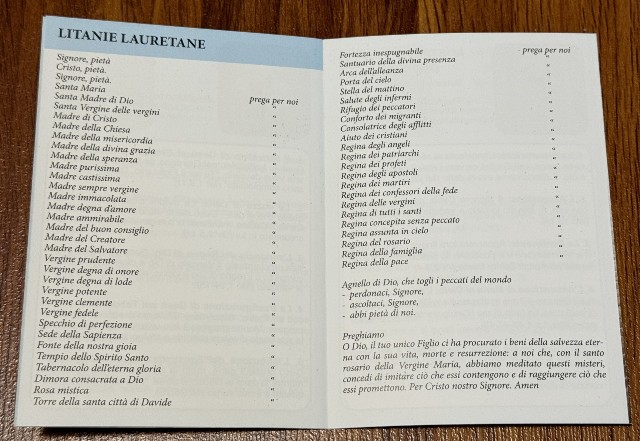 LITANIE LAURETANE
Signore, pietà
Cristo, pietà.
Signore, pietà.
Santa Maria
Santa Madre di Dio prega per noi
Santa Vergine delle vergini "
Madre di Cristo "
Madre della Chiesa "
Madre della misericordia "
Madre della divina grazia "
Madre della speranza "
Madre purissima "
Madre castissima "
Madre sempre vergine "
Madre immacolata "
Madre degna d'amore "
Madre ammirabile "
Madre del buon consiglio "
Madre del Creatore "
Madre del Salvatore "
Vergine prudente "
Vergine degna di onore "
Vergine degna di lode "
Vergine potente "
Vergine clemente "
Vergine fedele "
Specchio di perfezione "
Sede della Sapienza "
Fonte della nostra gioia "
Tempio dello Spirito Santo "
Tabernacolo dell'eterna gloria "
Dimora consacrata a Dio "
Rosa mistica "
Torre della santa città di Davide "
Fortezza inespugnabile prega per noi
Santuario della divina presenza "
Arca dell'alleanza "
Porta del cielo "
Stella del mattino "
Salute degli infermi "
Rifugio dei peccatori "
Conforto dei migranti "
Consolatrice degli afflitti "
Aiuto dei cristiani "
Regina degli angeli "
Regina dei patriarchi "
Regina dei profeti "
Regina degli apostoli "
Regina dei martiri "
Regina dei confessori della fede "
Regina delle vergini "
Regina di tutti i santi "
Regina concepita senza peccato "
Regina assunta in cielo "
Regina del rosario "
Regina della famiglia "
Regina della pace "
Agnello di Dio, che togli i peccati del mondo
- perdonaci, Signore,
- ascoltaci, Signore,
- abbi pietà di noi.
Preghiamo
O Dio, il tuo unico Figlio ci ha procurato i beni della salvezza eter-
na con la sua vita, morte e resurrezione: a noi che, con il santo
rosario della Vergine Maria, abbiamo meditato questi misteri,
concedi di imitare ciò che essi contengono e di raggiungere ciò che
essi promettono. Per Cristo nostro Signore. Amen